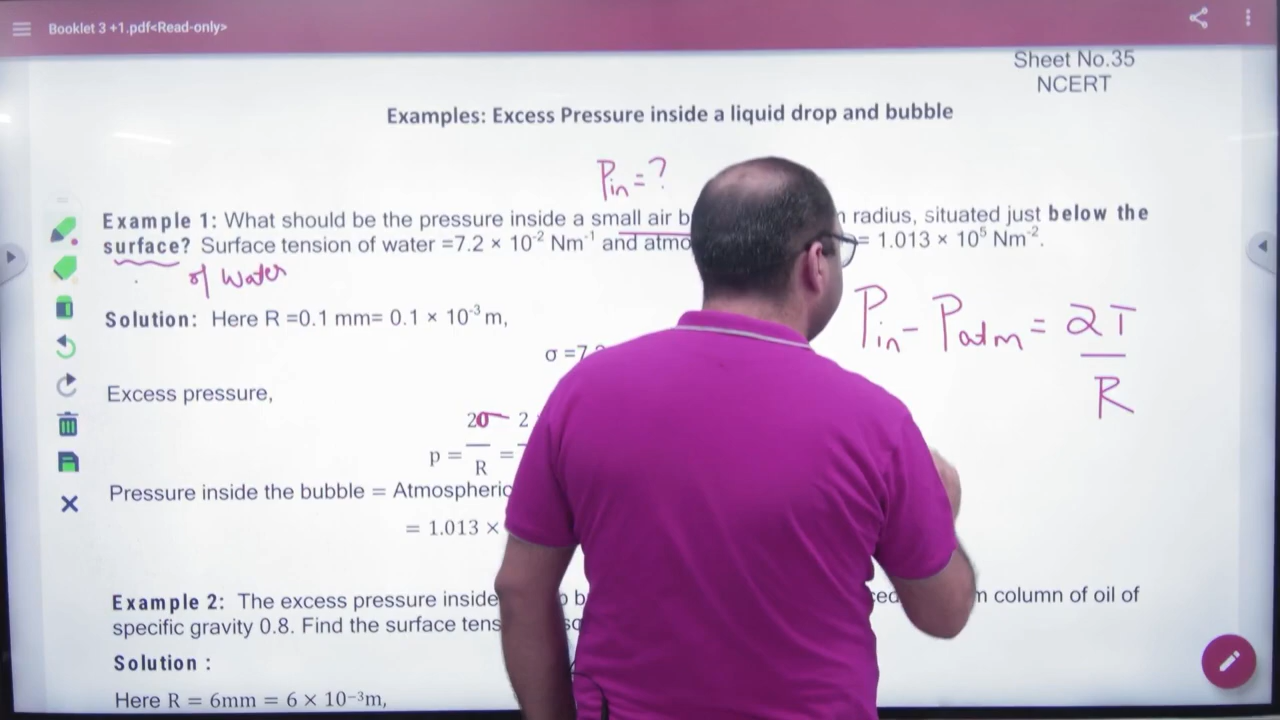 Booklet 3 +1.pdf<Read-only>
Sheet No.35
NCERT
Examples: Excess Pressure inside a liquid drop and bubble
Pin = ?
Example 1: What should be the pressure inside a small air radius, situated just below the
surface? Surface tension of water =7.2 × 10⁻² Nm⁻¹ and = 1.013 × 10⁵ Nm⁻².
of Water
Solution: Here R =0.1 mm= 0.1 × 10⁻³ m,
Pin - Patm = 2T
R
σ =7.
Excess pressure,
2σ 2
p = =
R
Pressure inside the bubble = Atmospheric
= 1.013 ×
Example 2: The excess pressure inside column of oil of
specific gravity 0.8. Find the surface
Solution :
Here R = 6mm = 6 × 10⁻³m,